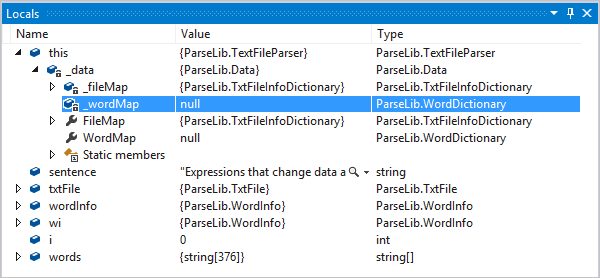 Locals
Name Value Type
this {ParseLib.TextFileParser} ParseLib.TextFileParser
_data {ParseLib.Data} ParseLib.Data
_fileMap {ParseLib.TxtFileInfoDictionary} ParseLib.TxtFileInfoDictionary
_wordMap null ParseLib.WordDictionary
FileMap {ParseLib.TxtFileInfoDictionary} ParseLib.TxtFileInfoDictionary
WordMap null ParseLib.WordDictionary
Static members
sentence "Expressions that change data a string
txtFile {ParseLib.TxtFile} ParseLib.TxtFile
wordInfo {ParseLib.WordInfo} ParseLib.WordInfo
wi {ParseLib.WordInfo} ParseLib.WordInfo
i 0 int
words {string[376]} string[]